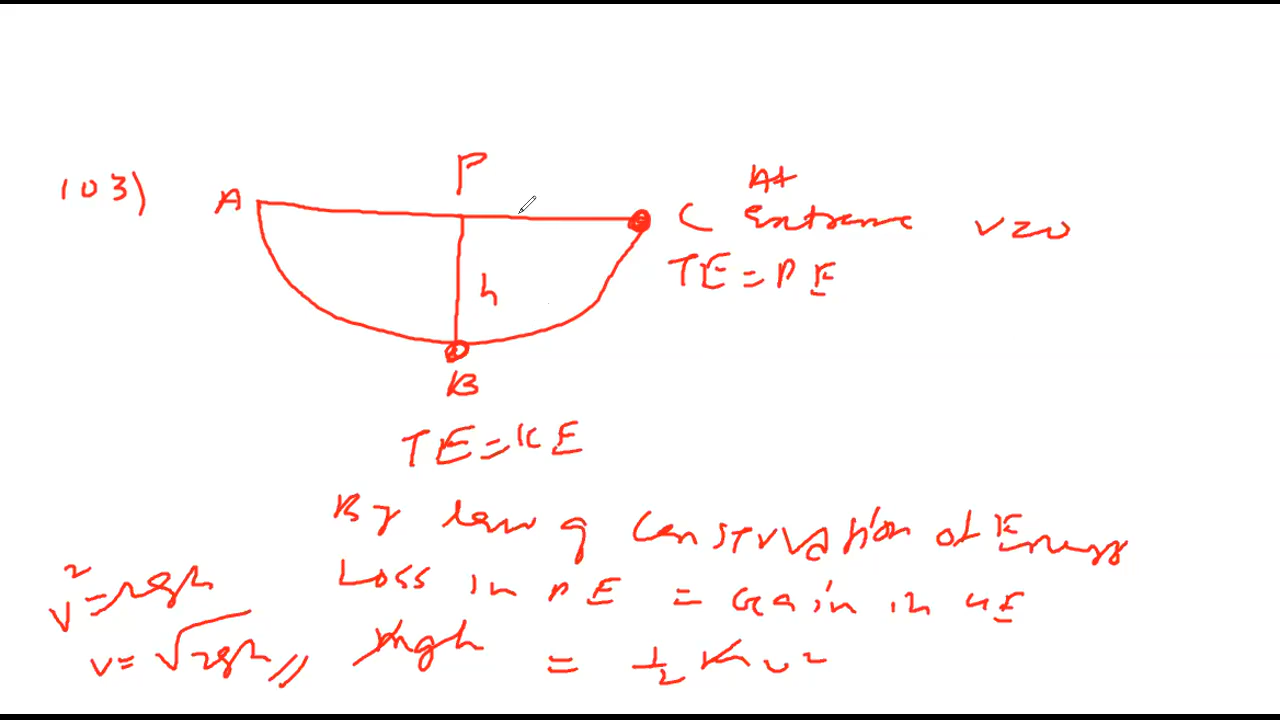 103)
P
A
At
C extreme v=0
TE=PE
h
B
TE=KE
By law of Constrvation of Energy
Loss in PE = Gain in KE
mgh = 1/2 mv²
v²=2gh
v=√2gh //